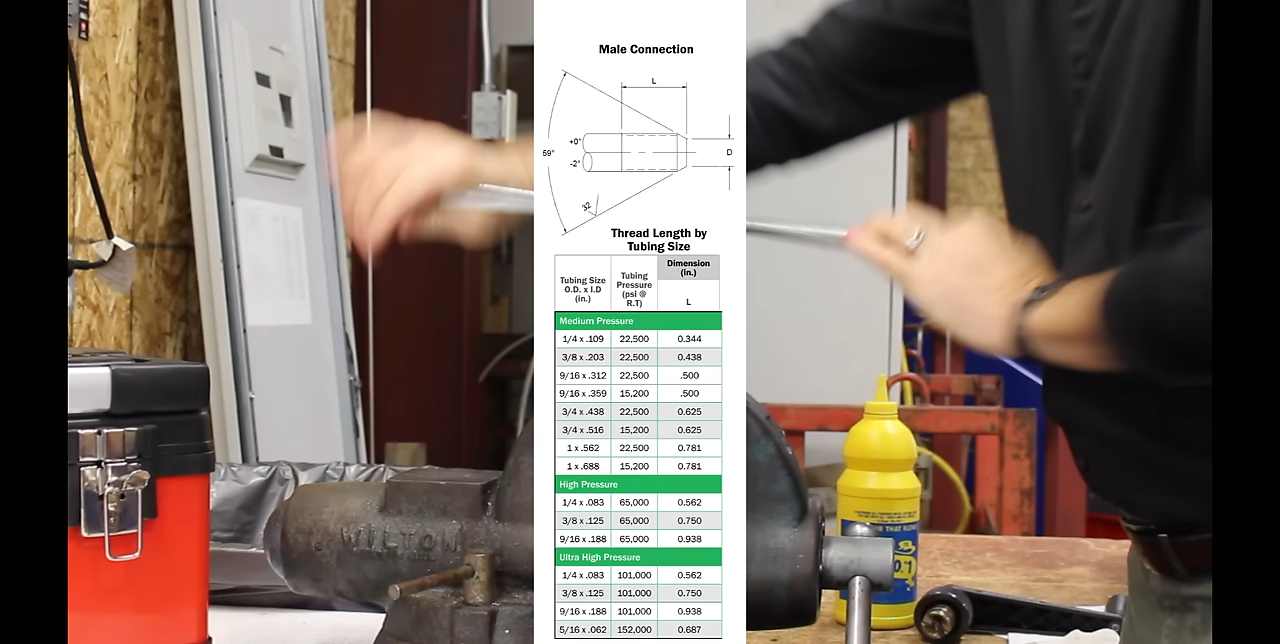 Male Connection
L
+0°
59°
-2°
D
32
Thread Length by
Tubing Size
Tubing Size
O.D. x I.D
(in.)
Tubing
Pressure
(psi @
R.T)
Dimension
(in.)
L
Medium Pressure
1/4 x .109 22,500 0.344
3/8 x .203 22,500 0.438
9/16 x .312 22,500 .500
9/16 x .359 15,200 .500
3/4 x .438 22,500 0.625
3/4 x .516 15,200 0.625
1 x .562 22,500 0.781
1 x .688 15,200 0.781
High Pressure
1/4 x .083 65,000 0.562
3/8 x .125 65,000 0.750
9/16 x .188 65,000 0.938
Ultra High Pressure
1/4 x .083 101,000 0.562
3/8 x .125 101,000 0.750
9/16 x .188 101,000 0.938
5/16 x .062 152,000 0.687
WILTON